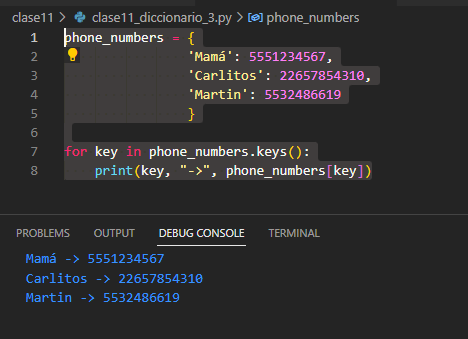 clase11 > clase11_diccionario_3.py > phone_numbers
1 phone_numbers = {
2 'Mamá': 5551234567,
3 'Carlitos': 22657854310,
4 'Martin': 5532486619
5 }
6
7 for key in phone_numbers.keys():
8 print(key, "->", phone_numbers[key])
PROBLEMS OUTPUT DEBUG CONSOLE TERMINAL
Mamá -> 5551234567
Carlitos -> 22657854310
Martin -> 5532486619